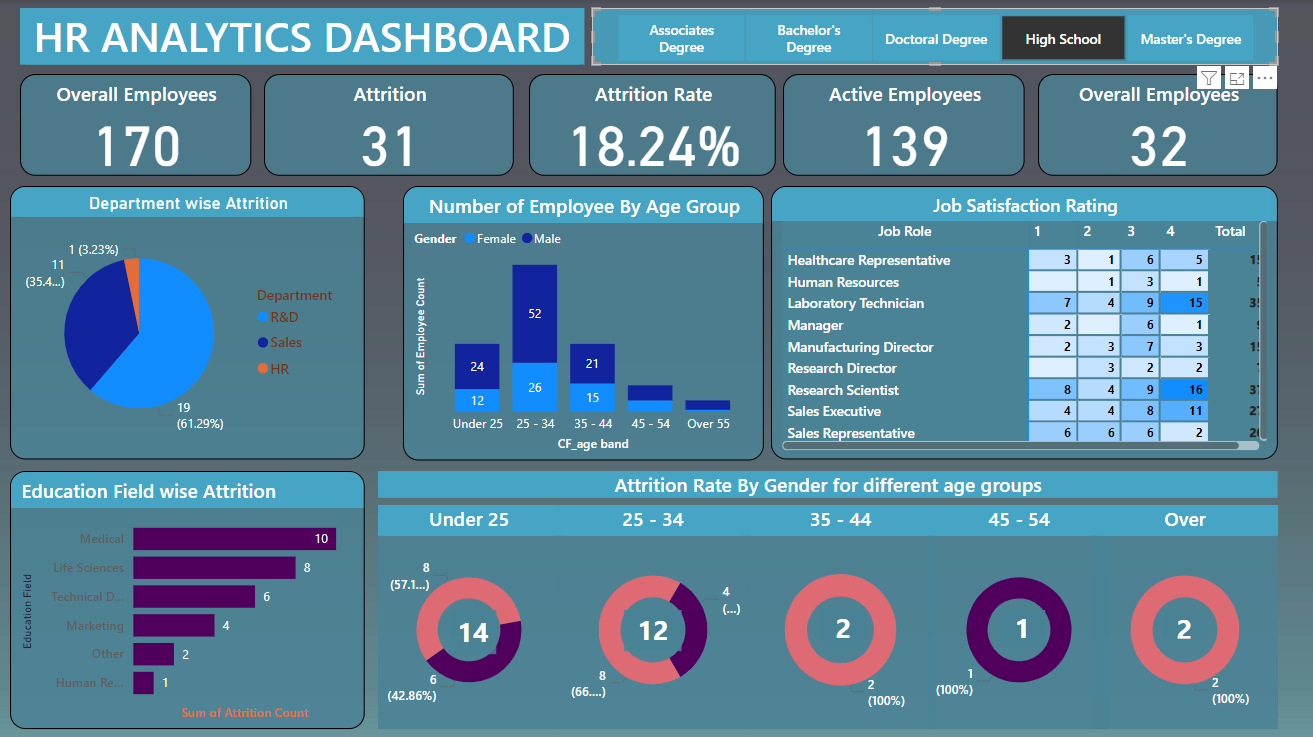 HR ANALYTICS DASHBOARD
Associates
Degree
Bachelor's
Degree
Doctoral Degree
High School
Master's Degree
Overall Employees
170
Attrition
31
Attrition Rate
18.24%
Active Employees
139
Overall Employees
32
Department wise Attrition
1 (3.23%)
11
(35.4...)
19
(61.29%)
Department
R&D
Sales
HR
Number of Employee By Age Group
Gender Female Male
Sum of Employee Count
24
12
52
26
21
15
Under 25 25 - 34 35 - 44 45 - 54 Over 55
CF_age band
Job Satisfaction Rating
Job Role 1 2 3 4 Total
Healthcare Representative 3 1 6 5
Human Resources 1 3 1
Laboratory Technician 7 4 9 15
Manager 2 6 1
Manufacturing Director 2 3 7 3
Research Director 3 2 2
Research Scientist 8 4 9 16
Sales Executive 4 4 8 11
Sales Representative 6 6 6 2
Education Field wise Attrition
Education Field
Medical 10
Life Sciences 8
Technical D... 6
Marketing 4
Other 2
Human Re... 1
Sum of Attrition Count
Attrition Rate By Gender for different age groups
Under 25
8
(57.1...)
14
6
(42.86%)
25 - 34
4
(...)
12
8
(66....)
35 - 44
2
2
(100%)
45 - 54
1
1
(100%)
Over
2
2
(100%)